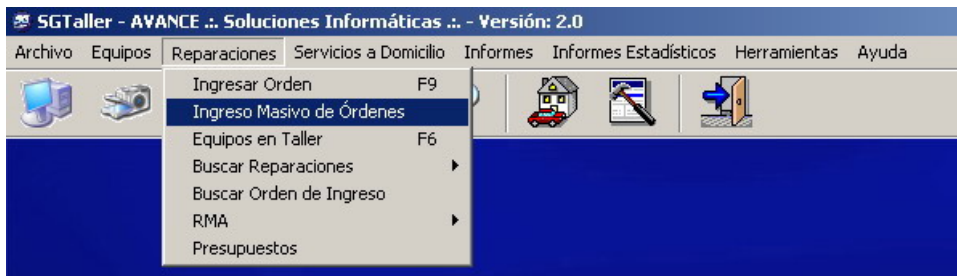 SGTaller - AVANCE .:. Soluciones Informáticas .:. - Versión: 2.0
Archivo Equipos Reparaciones Servicios a Domicilio Informes Informes Estadísticos Herramientas Ayuda
Ingresar Orden F9
Ingreso Masivo de Órdenes
Equipos en Taller F6
Buscar Reparaciones
Buscar Orden de Ingreso
RMA
Presupuestos